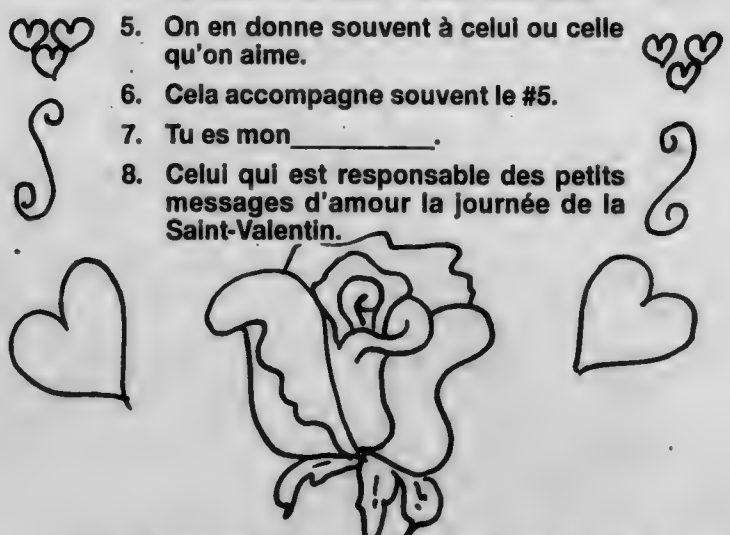 5. On en donne souvent à celui ou celle
qu'on aime.
6. Cela accompagne souvent le #5.
7. Tu es mon__________.
8. Celui qui est responsable des petits
messages d'amour la journée de la
Saint-Valentin.